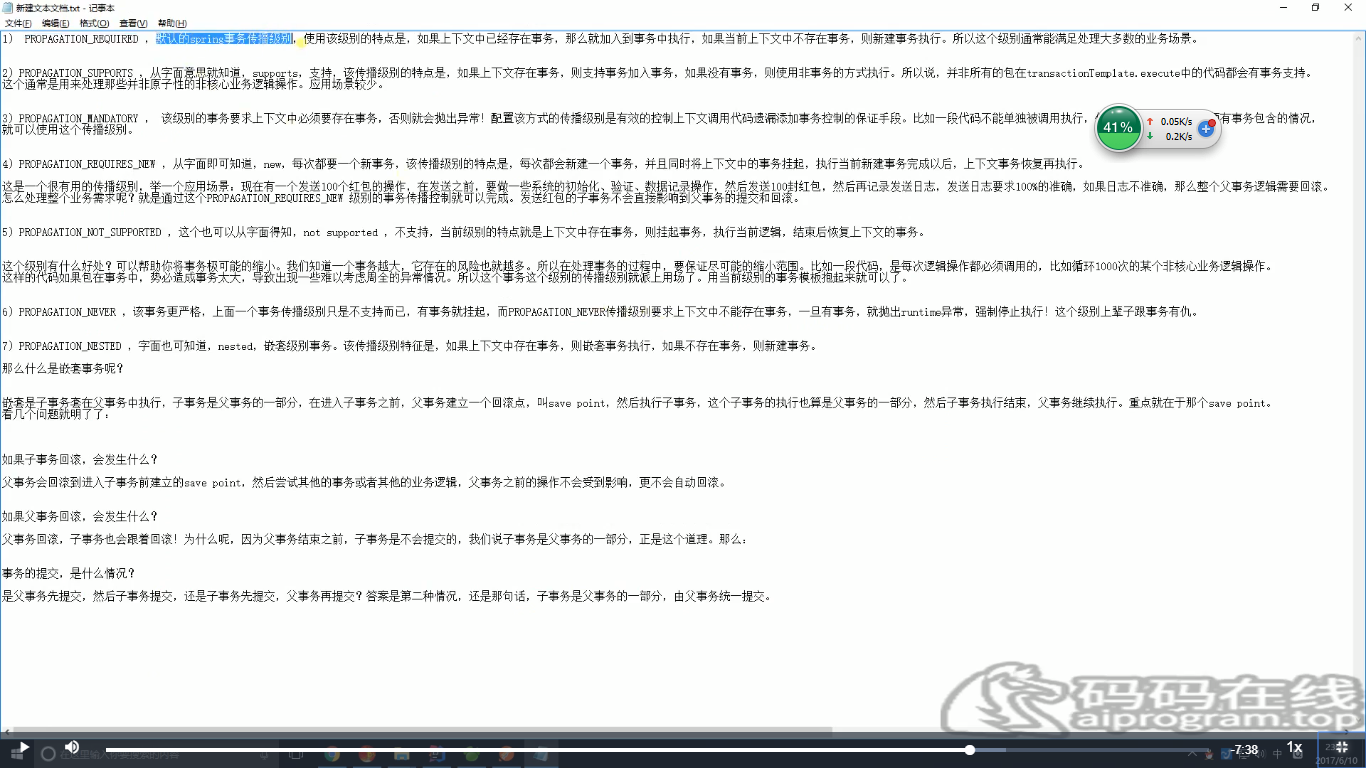 新建文本文档.txt - 记事本
文件(F) 编辑(E) 格式(O) 查看(V) 帮助(H)
1) PROPAGATION_REQUIRED ，默认的spring事务传播级别，使用该级别的特点是，如果上下文中已经存在事务，那么就加入到事务中执行，如果当前上下文中不存在事务，则新建事务执行。所以这个级别通常能满足处理大多数的业务场景。
2）PROPAGATION_SUPPORTS ，从字面意思就知道，supports，支持，该传播级别的特点是，如果上下文存在事务，则支持事务加入事务，如果没有事务，则使用非事务的方式执行。所以说，并非所有的包在transactionTemplate.execute中的代码都会有事务支持。
这个通常是用来处理那些并非原子性的非核心业务逻辑操作。应用场景较少。
3）PROPAGATION_MANDATORY ， 该级别的事务要求上下文中必须要存在事务，否则就会抛出异常！配置该方式的传播级别是有效的控制上下文调用代码遗漏添加事务控制的保证手段。比如一段代码不能单独被调用执行，
有事务包含的情况，
就可以使用这个传播级别。
41%
0.05K/s
0.2K/s
4）PROPAGATION_REQUIRES_NEW ，从字面即可知道，new，每次都要一个新事务，该传播级别的特点是，每次都会新建一个事务，并且同时将上下文中的事务挂起，执行当前新建事务完成以后，上下文事务恢复再执行。
这是一个很有用的传播级别，举一个应用场景：现在有一个发送100个红包的操作，在发送之前，要做一些系统的初始化、验证、数据记录操作，然后发送100封红包，然后再记录发送日志，发送日志要求100%的准确，如果日志不准确，那么整个父事务逻辑需要回滚。
怎么处理整个业务需求呢？就是通过这个PROPAGATION_REQUIRES_NEW 级别的事务传播控制就可以完成。发送红包的子事务不会直接影响到父事务的提交和回滚。
5）PROPAGATION_NOT_SUPPORTED ，这个也可以从字面得知，not supported ，不支持，当前级别的特点就是上下文中存在事务，则挂起事务，执行当前逻辑，结束后恢复上下文的事务。
这个级别有什么好处？可以帮助你将事务极可能的缩小。我们知道一个事务越大，它存在的风险也就越多。所以在处理事务的过程中，要保证尽可能的缩小范围。比如一段代码，是每次逻辑操作都必须调用的，比如循环1000次的某个非核心业务逻辑操作。
这样的代码如果包在事务中，势必造成事务太大，导致出现一些难以考虑周全的异常情况。所以这个事务这个级别的传播级别就派上用场了。用当前级别的事务模板抱起来就可以了。
6）PROPAGATION_NEVER ，该事务更严格，上面一个事务传播级别只是不支持而已，有事务就挂起，而PROPAGATION_NEVER传播级别要求上下文中不能存在事务，一旦有事务，就抛出runtime异常，强制停止执行！这个级别上辈子跟事务有仇。
7）PROPAGATION_NESTED ，字面也可知道，nested，嵌套级别事务。该传播级别特征是，如果上下文中存在事务，则嵌套事务执行，如果不存在事务，则新建事务。
那么什么是嵌套事务呢？
嵌套是子事务套在父事务中执行，子事务是父事务的一部分，在进入子事务之前，父事务建立一个回滚点，叫save point，然后执行子事务，这个子事务的执行也算是父事务的一部分，然后子事务执行结束，父事务继续执行。重点就在于那个save point。
看几个问题就明了了：
如果子事务回滚，会发生什么？
父事务会回滚到进入子事务前建立的save point，然后尝试其他的事务或者其他的业务逻辑，父事务之前的操作不会受到影响，更不会自动回滚。
如果父事务回滚，会发生什么？
父事务回滚，子事务也会跟着回滚！为什么呢，因为父事务结束之前，子事务是不会提交的，我们说子事务是父事务的一部分，正是这个道理。那么：
事务的提交，是什么情况？
是父事务先提交，然后子事务提交，还是子事务先提交，父事务再提交？答案是第二种情况，还是那句话，子事务是父事务的一部分，由父事务统一提交。
码码在线
aiprogram.top
在这里输入你要搜索的内容
-7:38
1x
中
2017/6/10